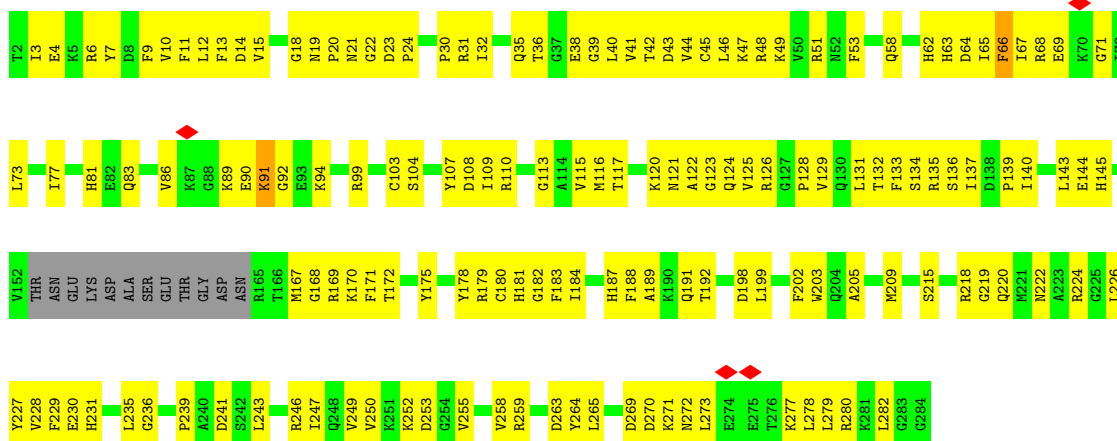 T2 I3 E4 K5 R6 Y7 D8 F9 V10 F11 L12 F13 D14 V15 G18 N19 P20 N21 G22 D23 P24 P30 R31 I32 Q35 T36 G37 E38 G39 L40 V41 T42 D43 V44 C45 L46 K47 R48 K49 V50 R51 N52 F53 Q58 H62 H63 D64 I65 F66 I67 R68 E69 K70 G71
L73 I77 H81 E82 Q83 V86 K87 G88 K89 E90 K91 G92 E93 K94 R99 C103 S104 Y107 D108 I109 R110 G113 A114 V115 M116 T117 K120 N121 A122 G123 Q124 V125 R126 G127 P128 V129 Q130 L131 T132 F133 S134 R135 S136 I137 D138 P139 I140 L143 E144 H145
V152 THR ASN GLU LYS ASP ALA SER GLU THR GLY ASP ASN R165 T166 M167 G168 R169 K170 F171 T172 Y175 Y178 R179 C180 H181 G182 F183 I184 H187 F188 A189 K190 Q191 T192 D198 L199 F202 W203 Q204 A205 M209 S215 R218 G219 Q220 M221 N222 A223 R224 G225 L226
Y227 V228 F229 E230 H231 L235 G236 P239 A240 D241 S242 L243 R246 I247 Q248 V249 V250 K251 K252 D253 G254 V255 V258 R259 D263 Y264 L265 D269 D270 K271 N272 L273 E274 E275 T276 K277 L278 L279 R280 K281 L282 G283 G284